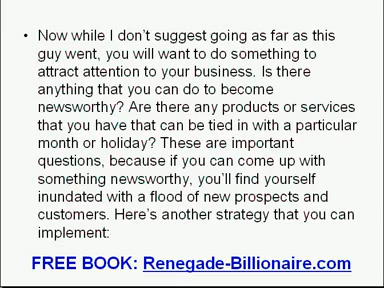 • Now while I don't suggest going as far as this
guy went, you will want to do something to
attract attention to your business. Is there
anything that you can do to become
newsworthy? Are there any products or services
that you have that can be tied in with a particular
month or holiday? These are important
questions, because if you can come up with
something newsworthy, you'll find yourself
inundated with a flood of new prospects and
customers. Here's another strategy that you can
implement:
FREE BOOK: Renegade-Billionaire.com